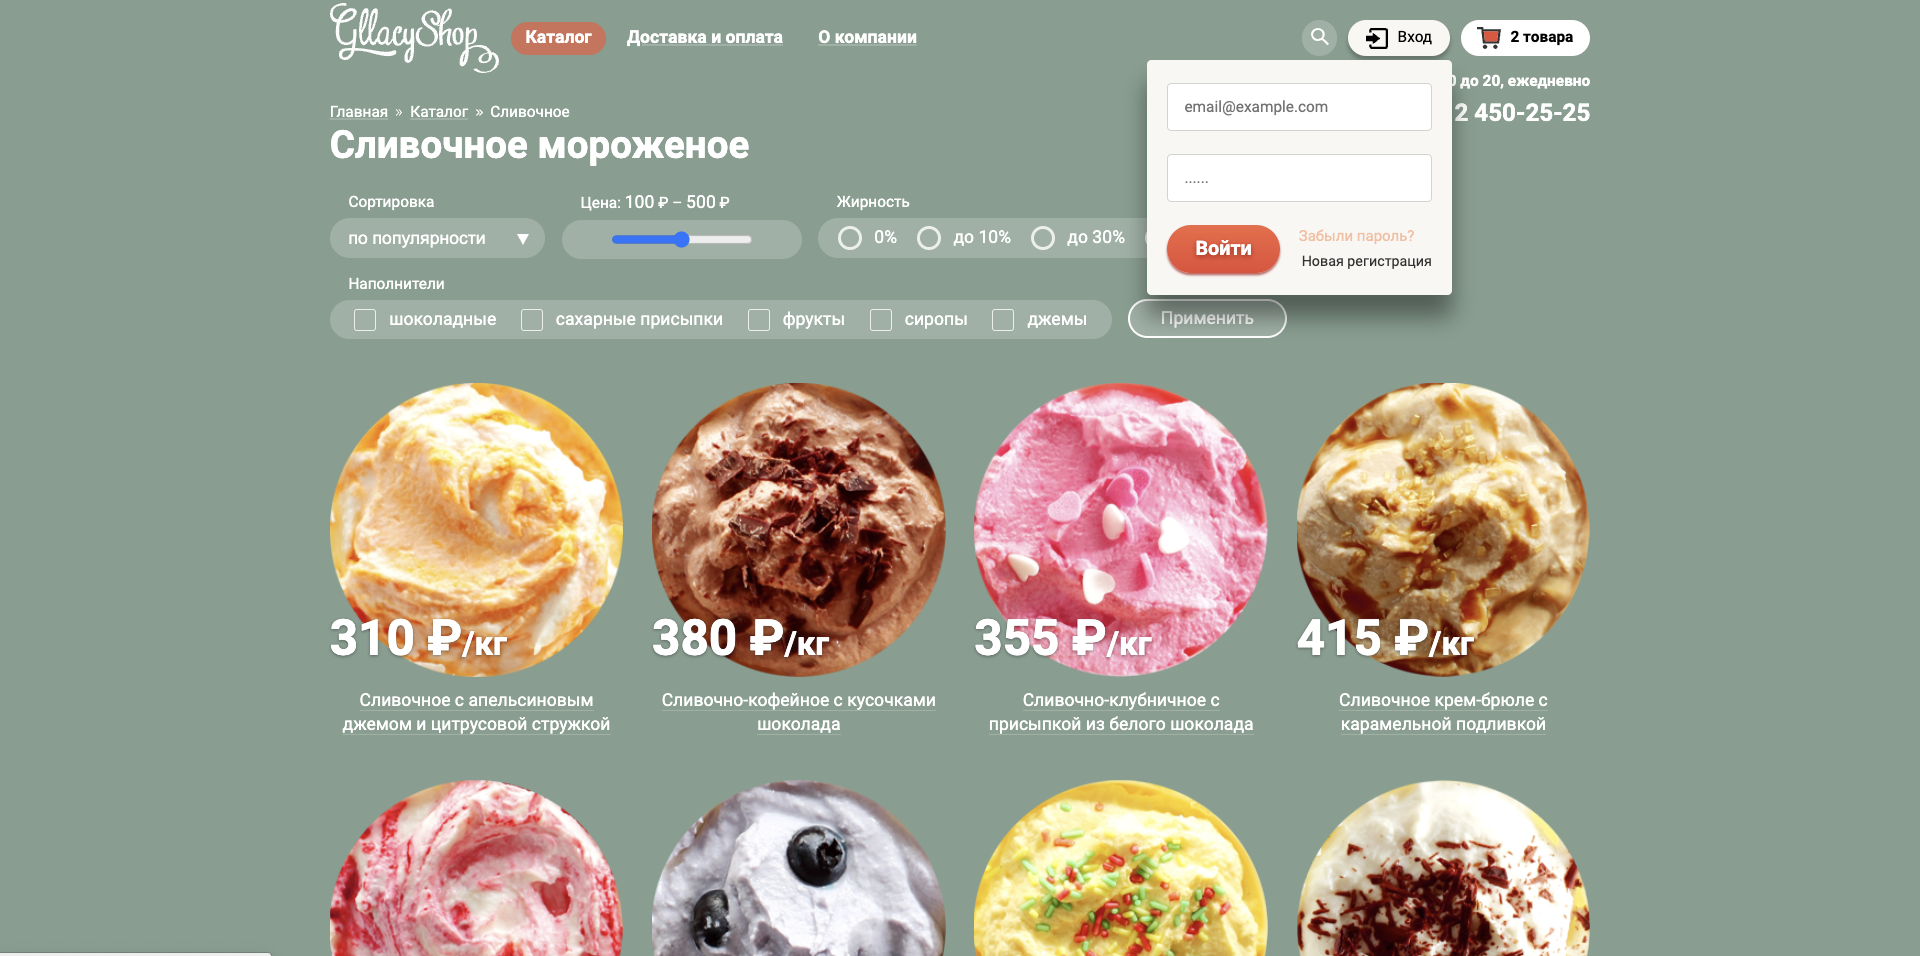 Gllacy Shop
Каталог
Доставка и оплата
О компании
Вход
2 товара
0 до 20, ежедневно
2 450-25-25
Главная » Каталог » Сливочное
Сливочное мороженое
email@example.com
......
Войти
Забыли пароль?
Новая регистрация
Сортировка
Цена: 100 ₽ – 500 ₽
Жирность
по популярности
0%
до 10%
до 30%
Наполнители
шоколадные
сахарные присыпки
фрукты
сиропы
джемы
Применить
310 ₽/кг
380 ₽/кг
355 ₽/кг
415 ₽/кг
Сливочное с апельсиновым
джемом и цитрусовой стружкой
Сливочно-кофейное с кусочками
шоколада
Сливочно-клубничное с
присыпкой из белого шоколада
Сливочное крем-брюле с
карамельной подливкой